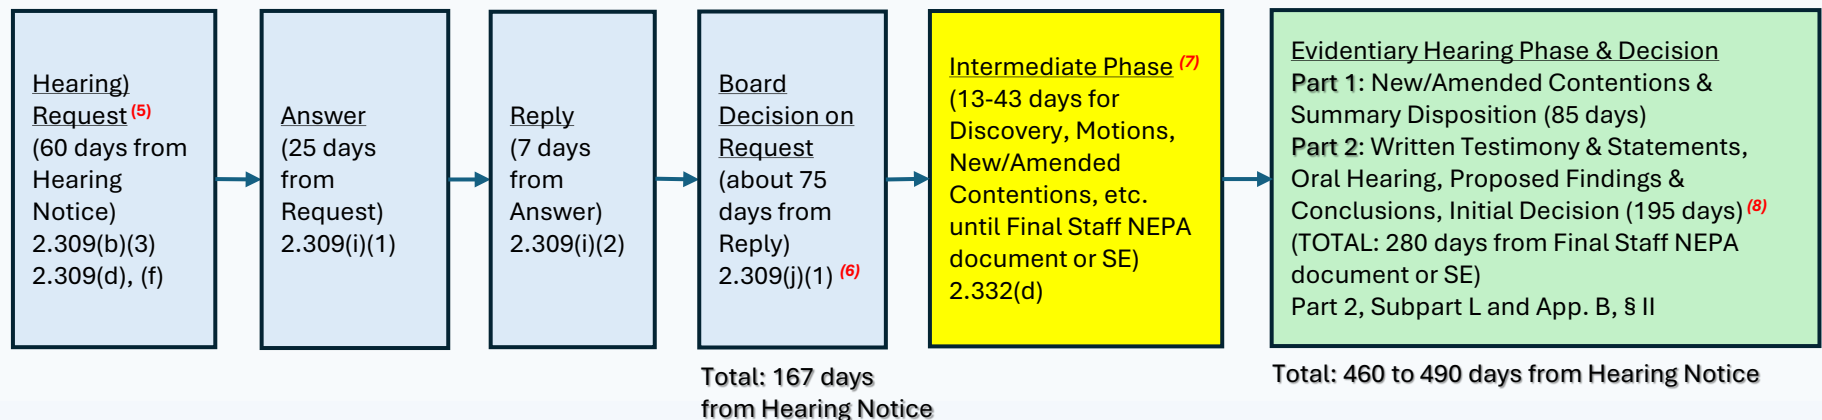 Hearing)
Request (5)
(60 days from
Hearing
Notice)
2.309(b)(3)
2.309(d), (f)
Answer
(25 days
from
Request)
2.309(i)(1)
Reply
(7 days
from
Answer)
2.309(i)(2)
Board
Decision on
Request
(about 75
days from
Reply)
2.309(j)(1) (6)
Total: 167 days
from Hearing Notice
Intermediate Phase (7)
(13-43 days for
Discovery, Motions,
New/Amended
Contentions, etc.
until Final Staff NEPA
document or SE)
2.332(d)
Evidentiary Hearing Phase & Decision
Part 1: New/Amended Contentions &
Summary Disposition (85 days)
Part 2: Written Testimony & Statements,
Oral Hearing, Proposed Findings &
Conclusions, Initial Decision (195 days) (8)
(TOTAL: 280 days from Final Staff NEPA
document or SE)
Part 2, Subpart L and App. B, § II
Total: 460 to 490 days from Hearing Notice